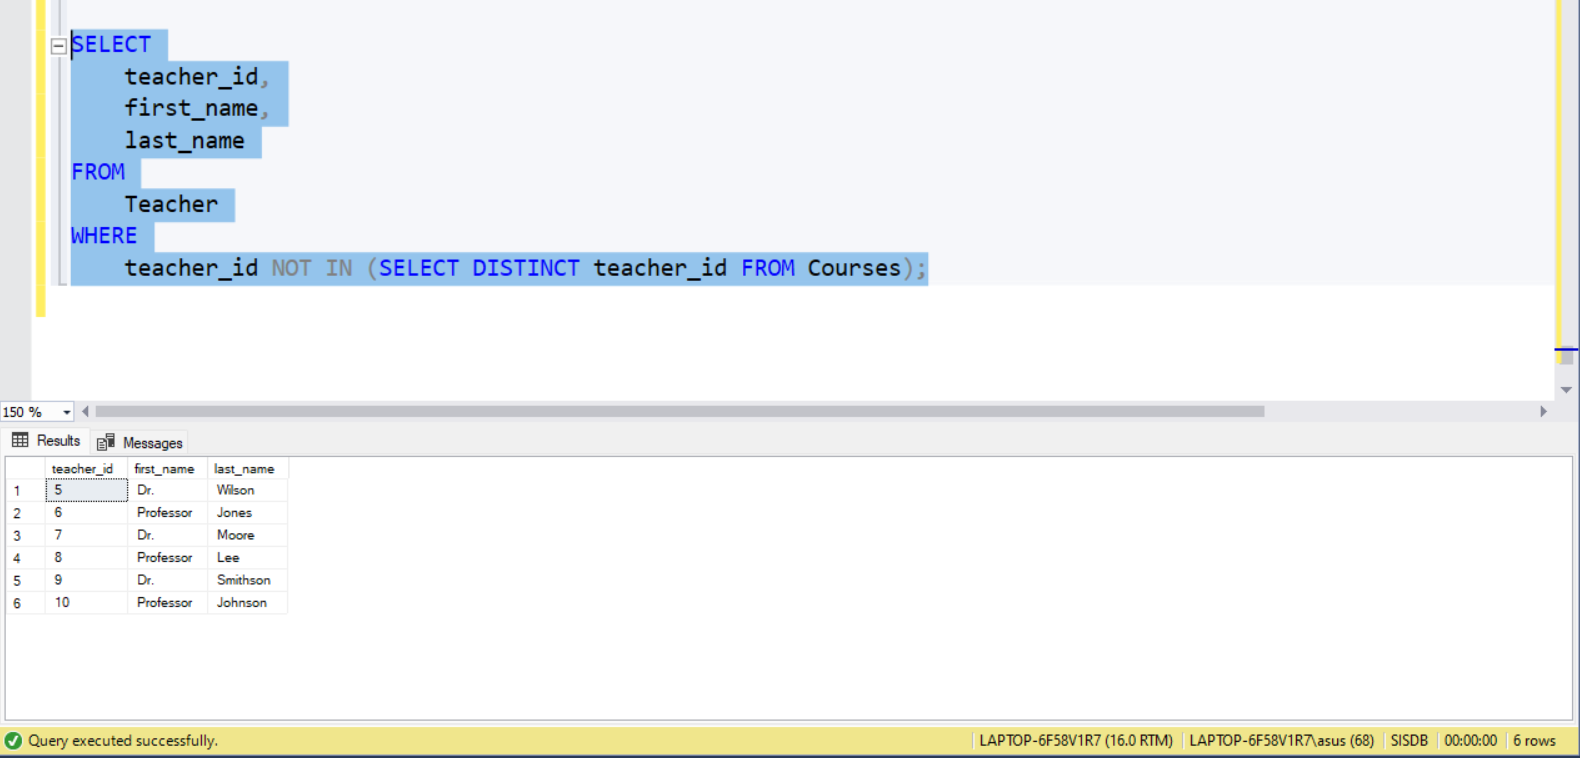 SELECT
teacher_id,
first_name,
last_name
FROM
Teacher
WHERE
teacher_id NOT IN (SELECT DISTINCT teacher_id FROM Courses);
150 %
Results Messages
teacher_id first_name last_name
1 5 Dr. Wilson
2 6 Professor Jones
3 7 Dr. Moore
4 8 Professor Lee
5 9 Dr. Smithson
6 10 Professor Johnson
Query executed successfully. LAPTOP-6F58V1R7 (16.0 RTM) LAPTOP-6F58V1R7\asus (68) SISDB 00:00:00 6 rows